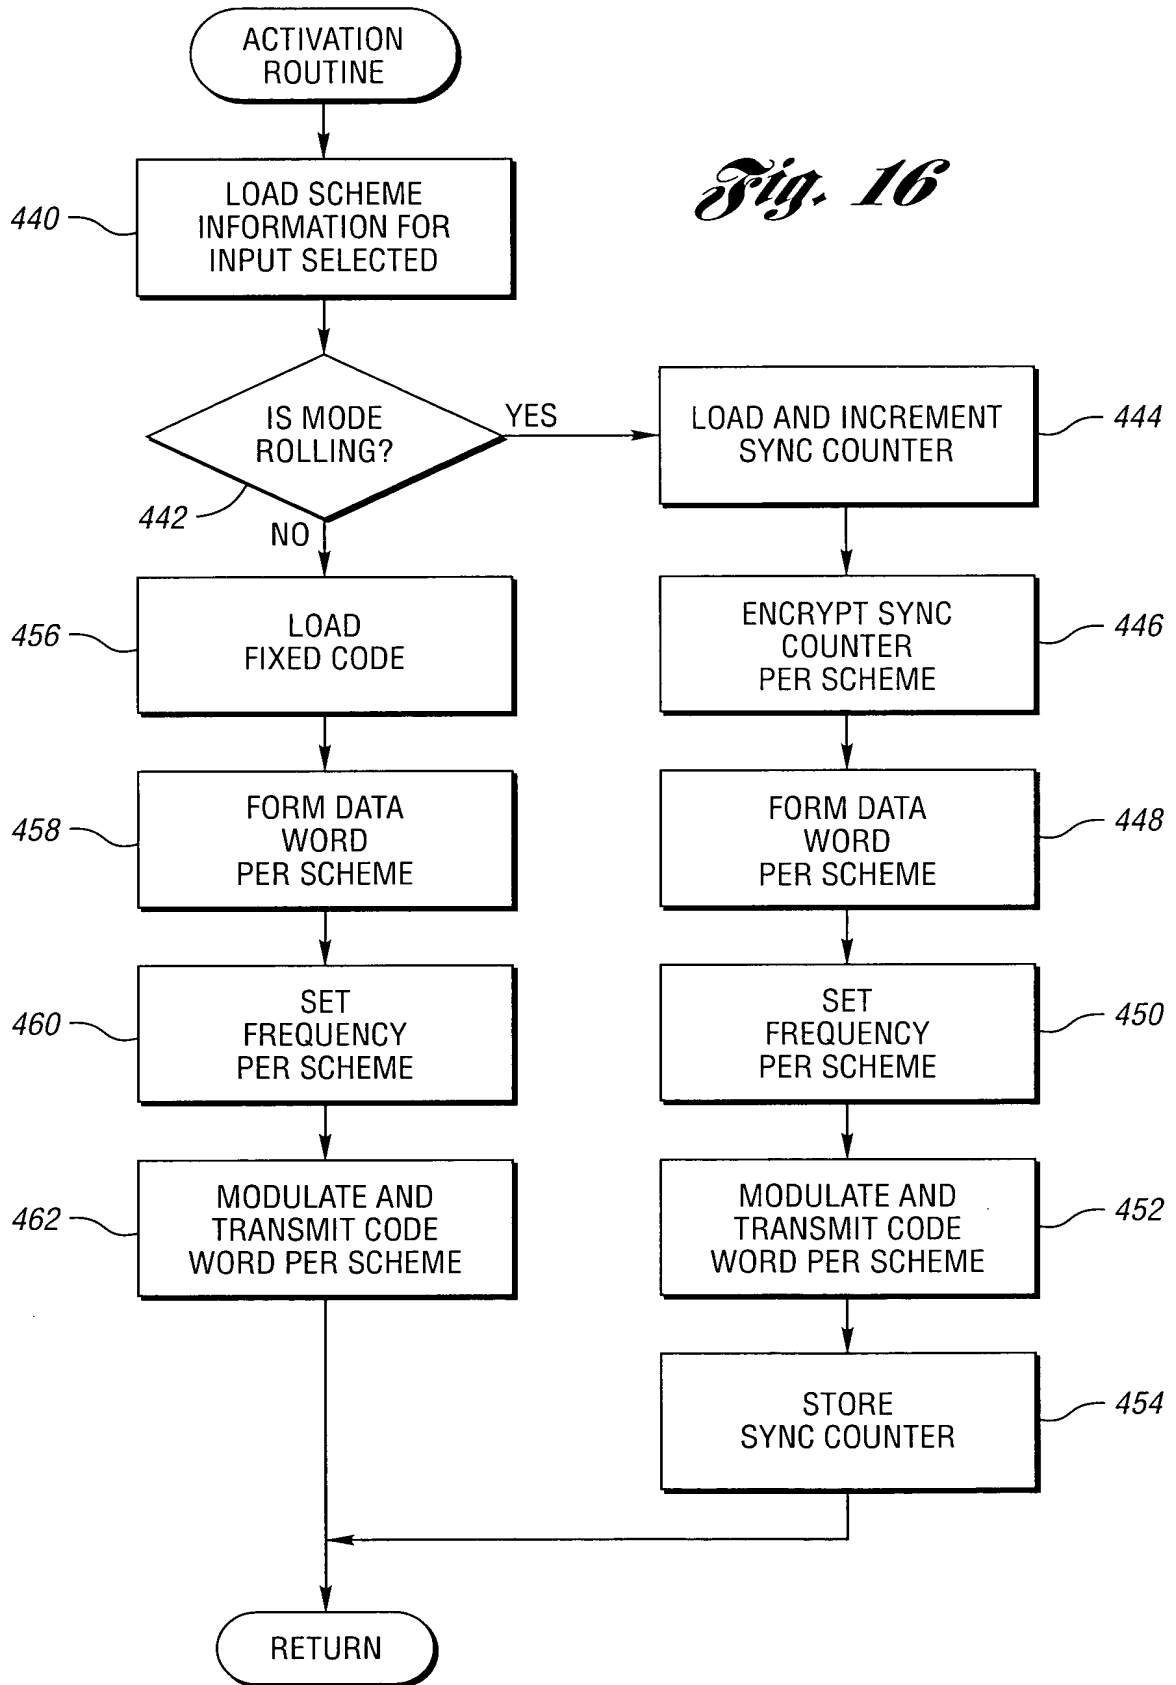 ACTIVATION
ROUTINE
Fig. 16
440
LOAD SCHEME
INFORMATION FOR
INPUT SELECTED
IS MODE
ROLLING?
442
YES
NO
LOAD AND INCREMENT
SYNC COUNTER
444
456
LOAD
FIXED CODE
ENCRYPT SYNC
COUNTER
PER SCHEME
446
458
FORM DATA
WORD
PER SCHEME
FORM DATA
WORD
PER SCHEME
448
460
SET
FREQUENCY
PER SCHEME
SET
FREQUENCY
PER SCHEME
450
462
MODULATE AND
TRANSMIT CODE
WORD PER SCHEME
MODULATE AND
TRANSMIT CODE
WORD PER SCHEME
452
STORE
SYNC COUNTER
454
RETURN